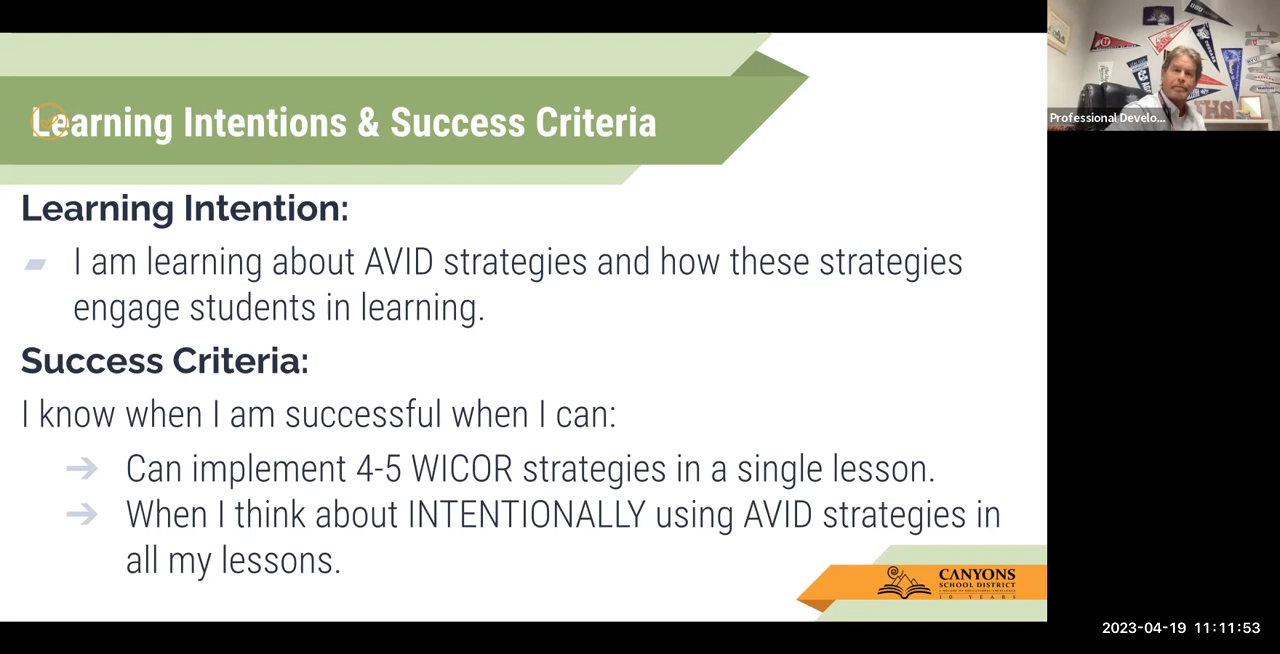 Learning Intentions & Success Criteria
Learning Intention:
I am learning about AVID strategies and how these strategies
engage students in learning.
Success Criteria:
I know when I am successful when I can:
Can implement 4-5 WICOR strategies in a single lesson.
When I think about INTENTIONALLY using AVID strategies in
all my lessons.
CANYONS
SCHOOL DISTRICT
10 YEARS
Professional Develo...
2023-04-19 11:11:53